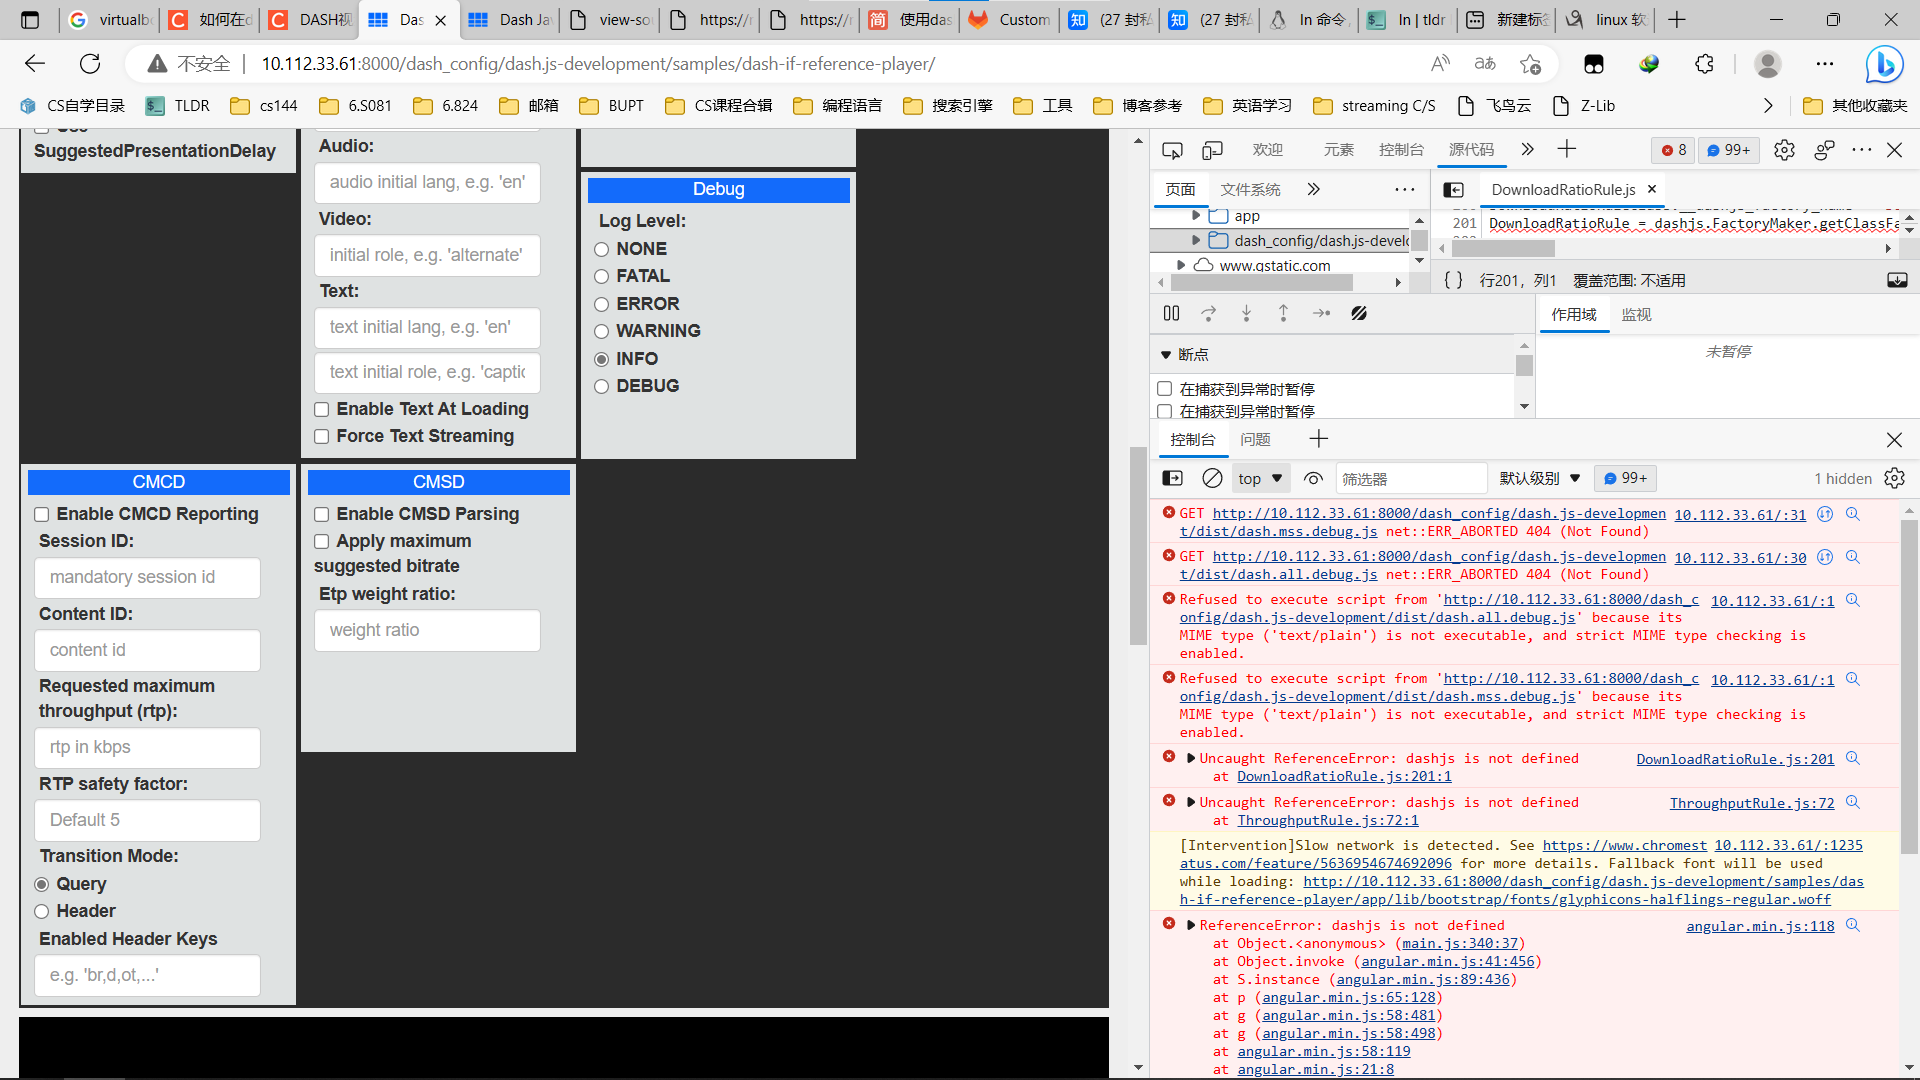 virtualb
如何在d
DASH视
Das
Dash Ja
view-so
https://r
https://r
使用das
Custom
(27 封私
(27 封私
ln 命令
ln | tldr
新建标签
linux 软
不安全
10.112.33.61:8000/dash_config/dash.js-development/samples/dash-if-reference-player/
CS自学目录
TLDR
cs144
6.S081
6.824
邮箱
BUPT
CS课程合辑
编程语言
搜索引擎
工具
博客参考
英语学习
streaming C/S
飞鸟云
Z-Lib
其他收藏夹
SuggestedPresentationDelay
Audio:
audio initial lang, e.g. 'en'
Video:
initial role, e.g. 'alternate'
Text:
text initial lang, e.g. 'en'
text initial role, e.g. 'captic
Enable Text At Loading
Force Text Streaming
Debug
Log Level:
NONE
FATAL
ERROR
WARNING
INFO
DEBUG
CMCD
Enable CMCD Reporting
Session ID:
mandatory session id
Content ID:
content id
Requested maximum
throughput (rtp):
rtp in kbps
RTP safety factor:
Default 5
Transition Mode:
Query
Header
Enabled Header Keys
e.g. 'br,d,ot,...'
CMSD
Enable CMSD Parsing
Apply maximum
suggested bitrate
Etp weight ratio:
weight ratio
欢迎
元素
控制台
源代码
8
99+
页面
文件系统
DownloadRatioRule.js
app
dash_config/dash.js-develo
www.gstatic.com
201
DownloadRatioRule = dashjs.FactoryMaker.getClassFa
{ }
行201，列1
覆盖范围: 不适用
作用域
监视
断点
未暂停
在捕获到异常时暂停
在捕获到异常时暂停
控制台
问题
top
筛选器
默认级别
99+
1 hidden
GET http://10.112.33.61:8000/dash_config/dash.js-developmen 10.112.33.61/:31
t/dist/dash.mss.debug.js net::ERR_ABORTED 404 (Not Found)
GET http://10.112.33.61:8000/dash_config/dash.js-developmen 10.112.33.61/:30
t/dist/dash.all.debug.js net::ERR_ABORTED 404 (Not Found)
Refused to execute script from 'http://10.112.33.61:8000/dash_c 10.112.33.61/:1
onfig/dash.js-development/dist/dash.all.debug.js' because its
MIME type ('text/plain') is not executable, and strict MIME type checking is
enabled.
Refused to execute script from 'http://10.112.33.61:8000/dash_c 10.112.33.61/:1
onfig/dash.js-development/dist/dash.mss.debug.js' because its
MIME type ('text/plain') is not executable, and strict MIME type checking is
enabled.
Uncaught ReferenceError: dashjs is not defined DownloadRatioRule.js:201
at DownloadRatioRule.js:201:1
Uncaught ReferenceError: dashjs is not defined ThroughputRule.js:72
at ThroughputRule.js:72:1
[Intervention]Slow network is detected. See https://www.chromest 10.112.33.61/:1235
atus.com/feature/5636954674692096 for more details. Fallback font will be used
while loading: http://10.112.33.61:8000/dash_config/dash.js-development/samples/das
h-if-reference-player/app/lib/bootstrap/fonts/glyphicons-halflings-regular.woff
ReferenceError: dashjs is not defined angular.min.js:118
at Object.<anonymous> (main.js:340:37)
at Object.invoke (angular.min.js:41:456)
at S.instance (angular.min.js:89:436)
at p (angular.min.js:65:128)
at g (angular.min.js:58:481)
at g (angular.min.js:58:498)
at angular.min.js:58:119
at angular.min.js:21:8